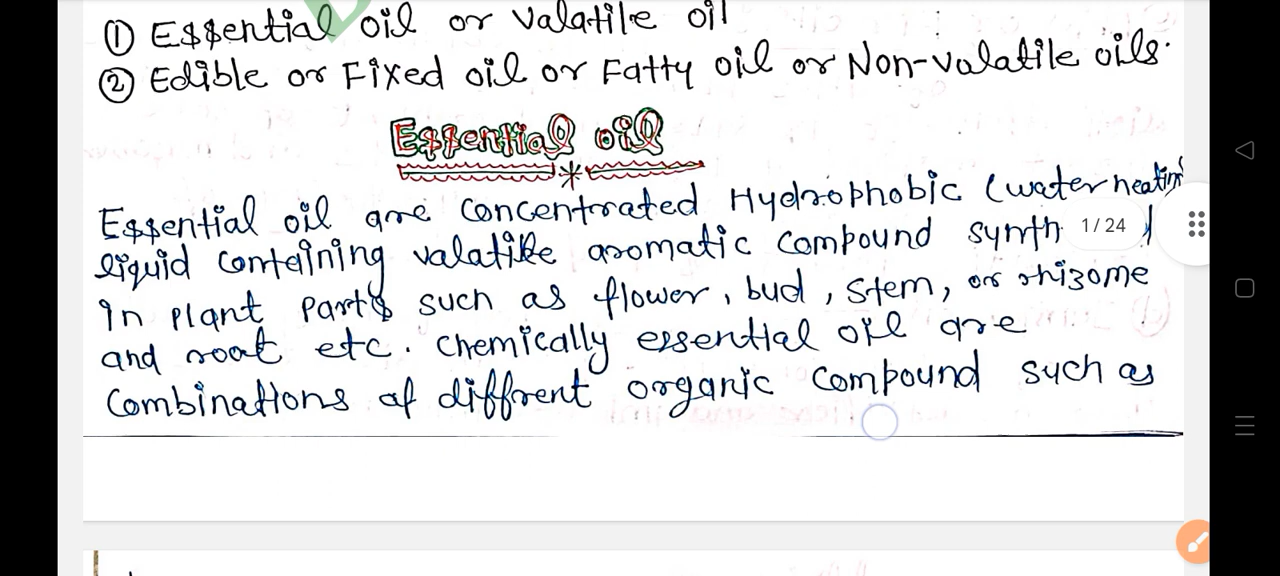 ① Essential oil or valatile oil
② Edible or Fixed oil or Fatty oil or Non-valatile oils.
Essential oil
Essential oil are concentrated Hydrophobic (water heating
liquid containing valatile aromatic compound synth
1/24
in plant parts such as flower, bud, stem, or rhizome
and roat etc. chemically essential oil are
combinations of diffrent organic compound such as